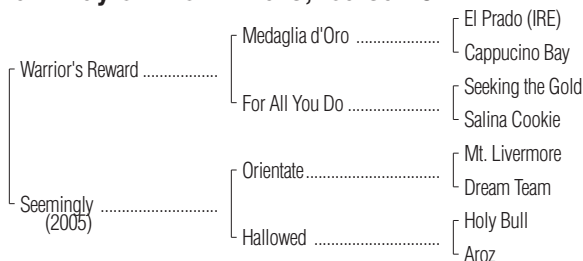 El Prado (IRE)
Medaglia d'Oro ......................
Cappucino Bay
Warrior's Reward .................
Seeking the Gold
For All You Do ......................
Salina Cookie
Mt. Livermore
Orientate................................
Dream Team
Seemingly ...........................
(2005)
Holy Bull
Hallowed ..............................
Aroz